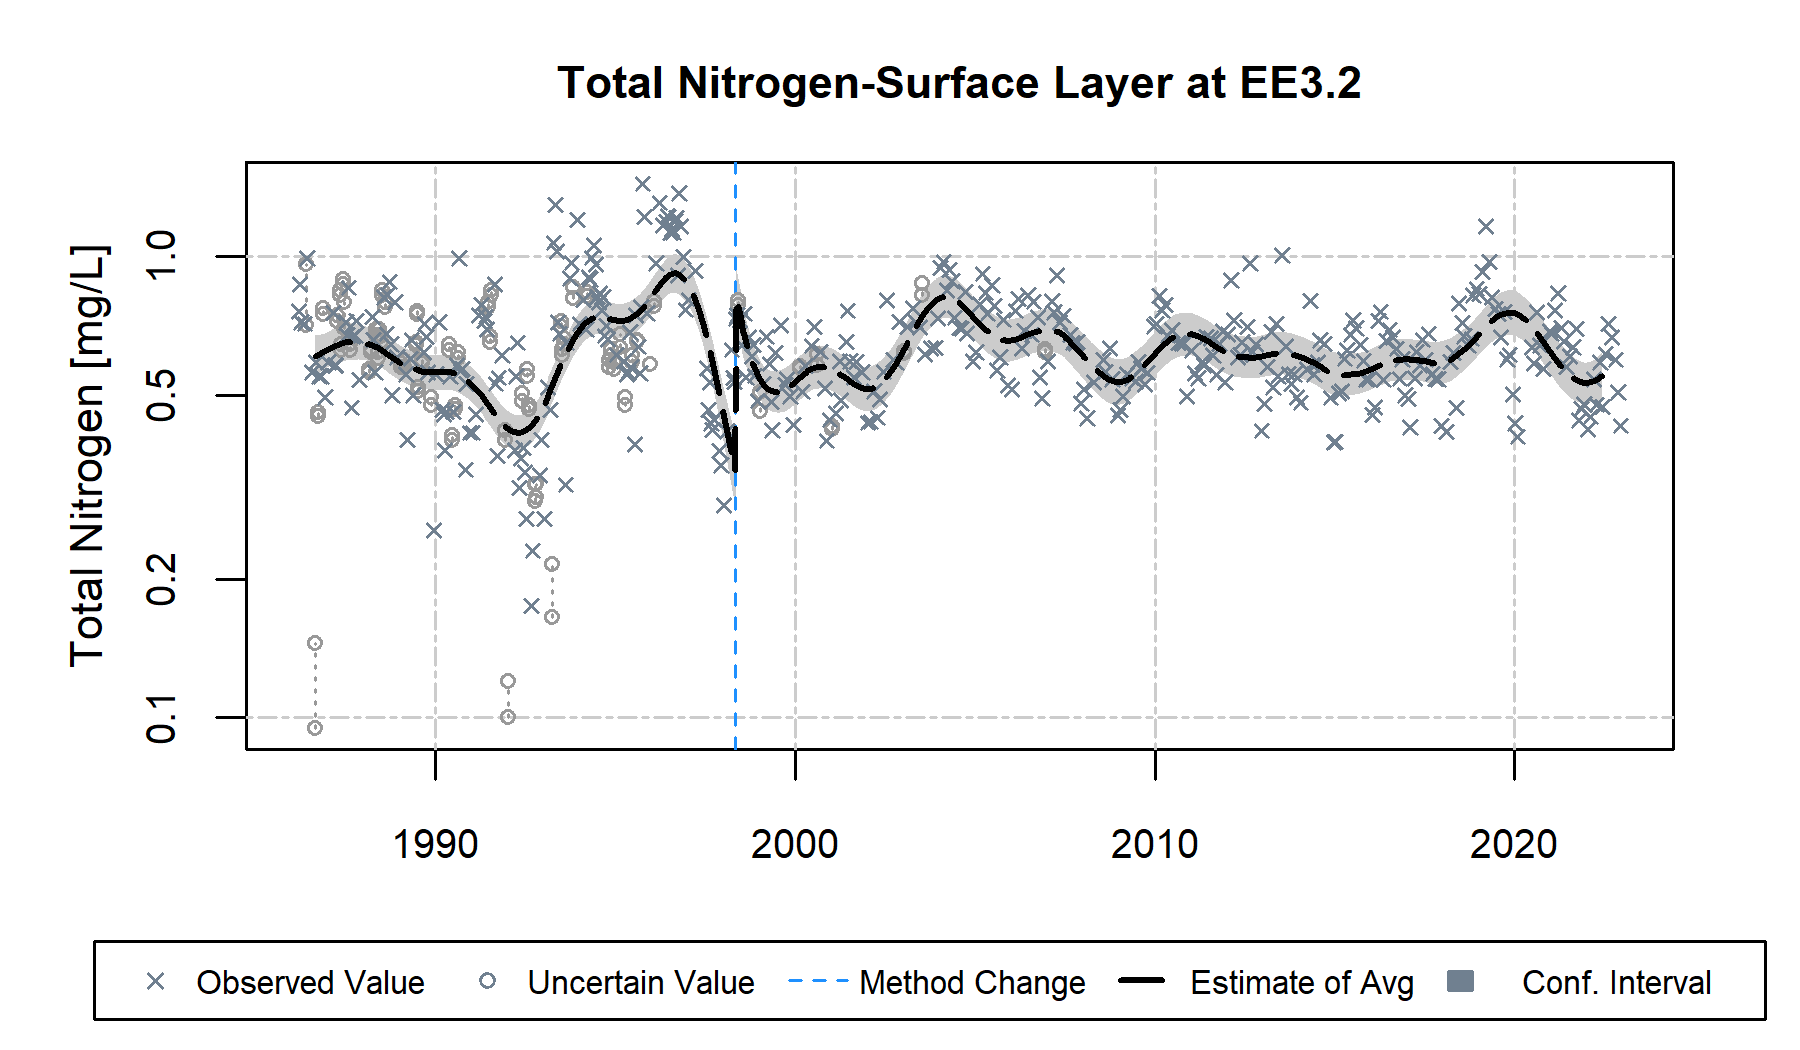 Total Nitrogen-Surface Layer at EE3.2
Total Nitrogen [mg/L]
1.0
0.5
0.2
0.1
1990 2000 2010 2020
Observed Value Uncertain Value Method Change Estimate of Avg Conf. Interval